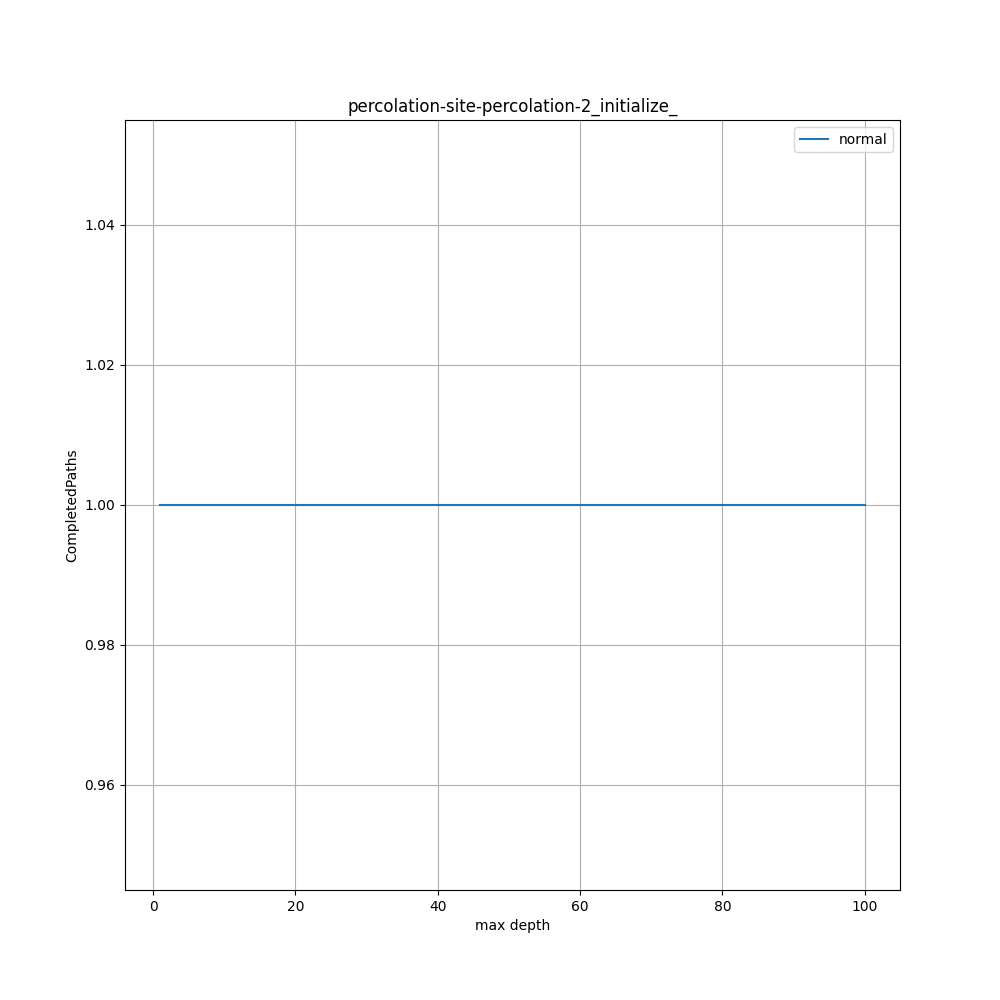 percolation-site-percolation-2_initialize_
normal
1.04
1.02
1.00
0.98
0.96
CompletedPaths
0
20
40
60
80
100
max depth